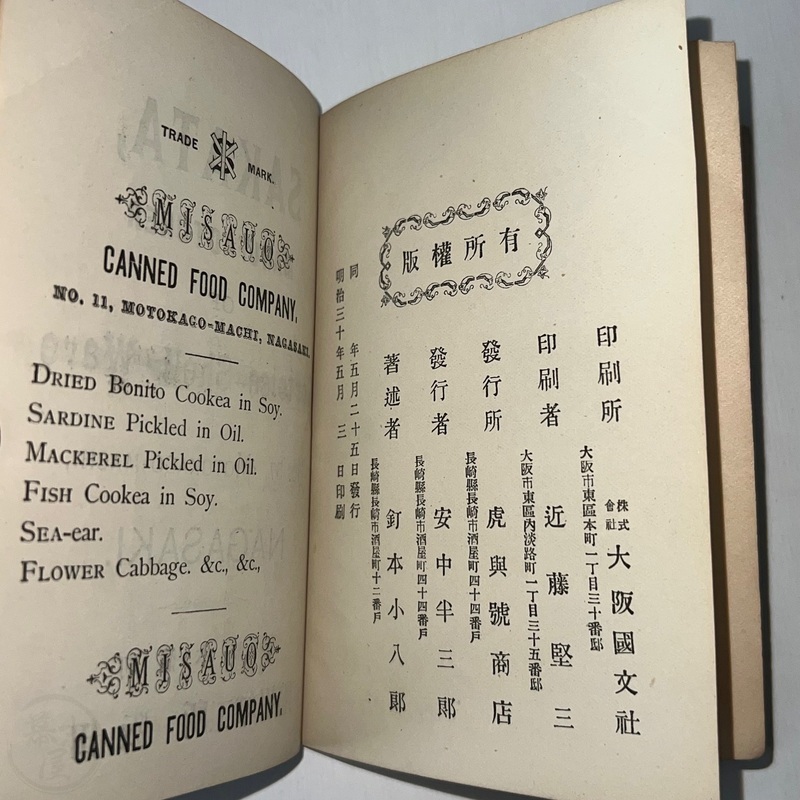 TRADE MARK.
MISAUO
CANNED FOOD COMPANY,
NO. 11, MOTOKAGO=MACHI, NAGASAKI.
DRIED Bonito Cookea in Soy.
SARDINE Pickled in Oil.
MACKEREL Pickled in Oil.
FISH Cookea in Soy.
SEA-ear.
FLOWER Cabbage. &c., &c.,
MISAUO
CANNED FOOD COMPANY.
版權所有
明治三十年五月 三日印刷
同 年五月二十五日發行
著述者
長崎縣長崎市酒屋町十二番戶
釘本小八郎
發行者
長崎縣長崎市酒屋町四十四番戶
安中半三郎
發行所
長崎縣長崎市酒屋町四十四番戶
虎與號商店
印刷者
大阪市東區內淡路町一丁目三十五番邸
近藤堅三
印刷所
大阪市東區本町一丁目三十番邸
株式會社
大阪國文社